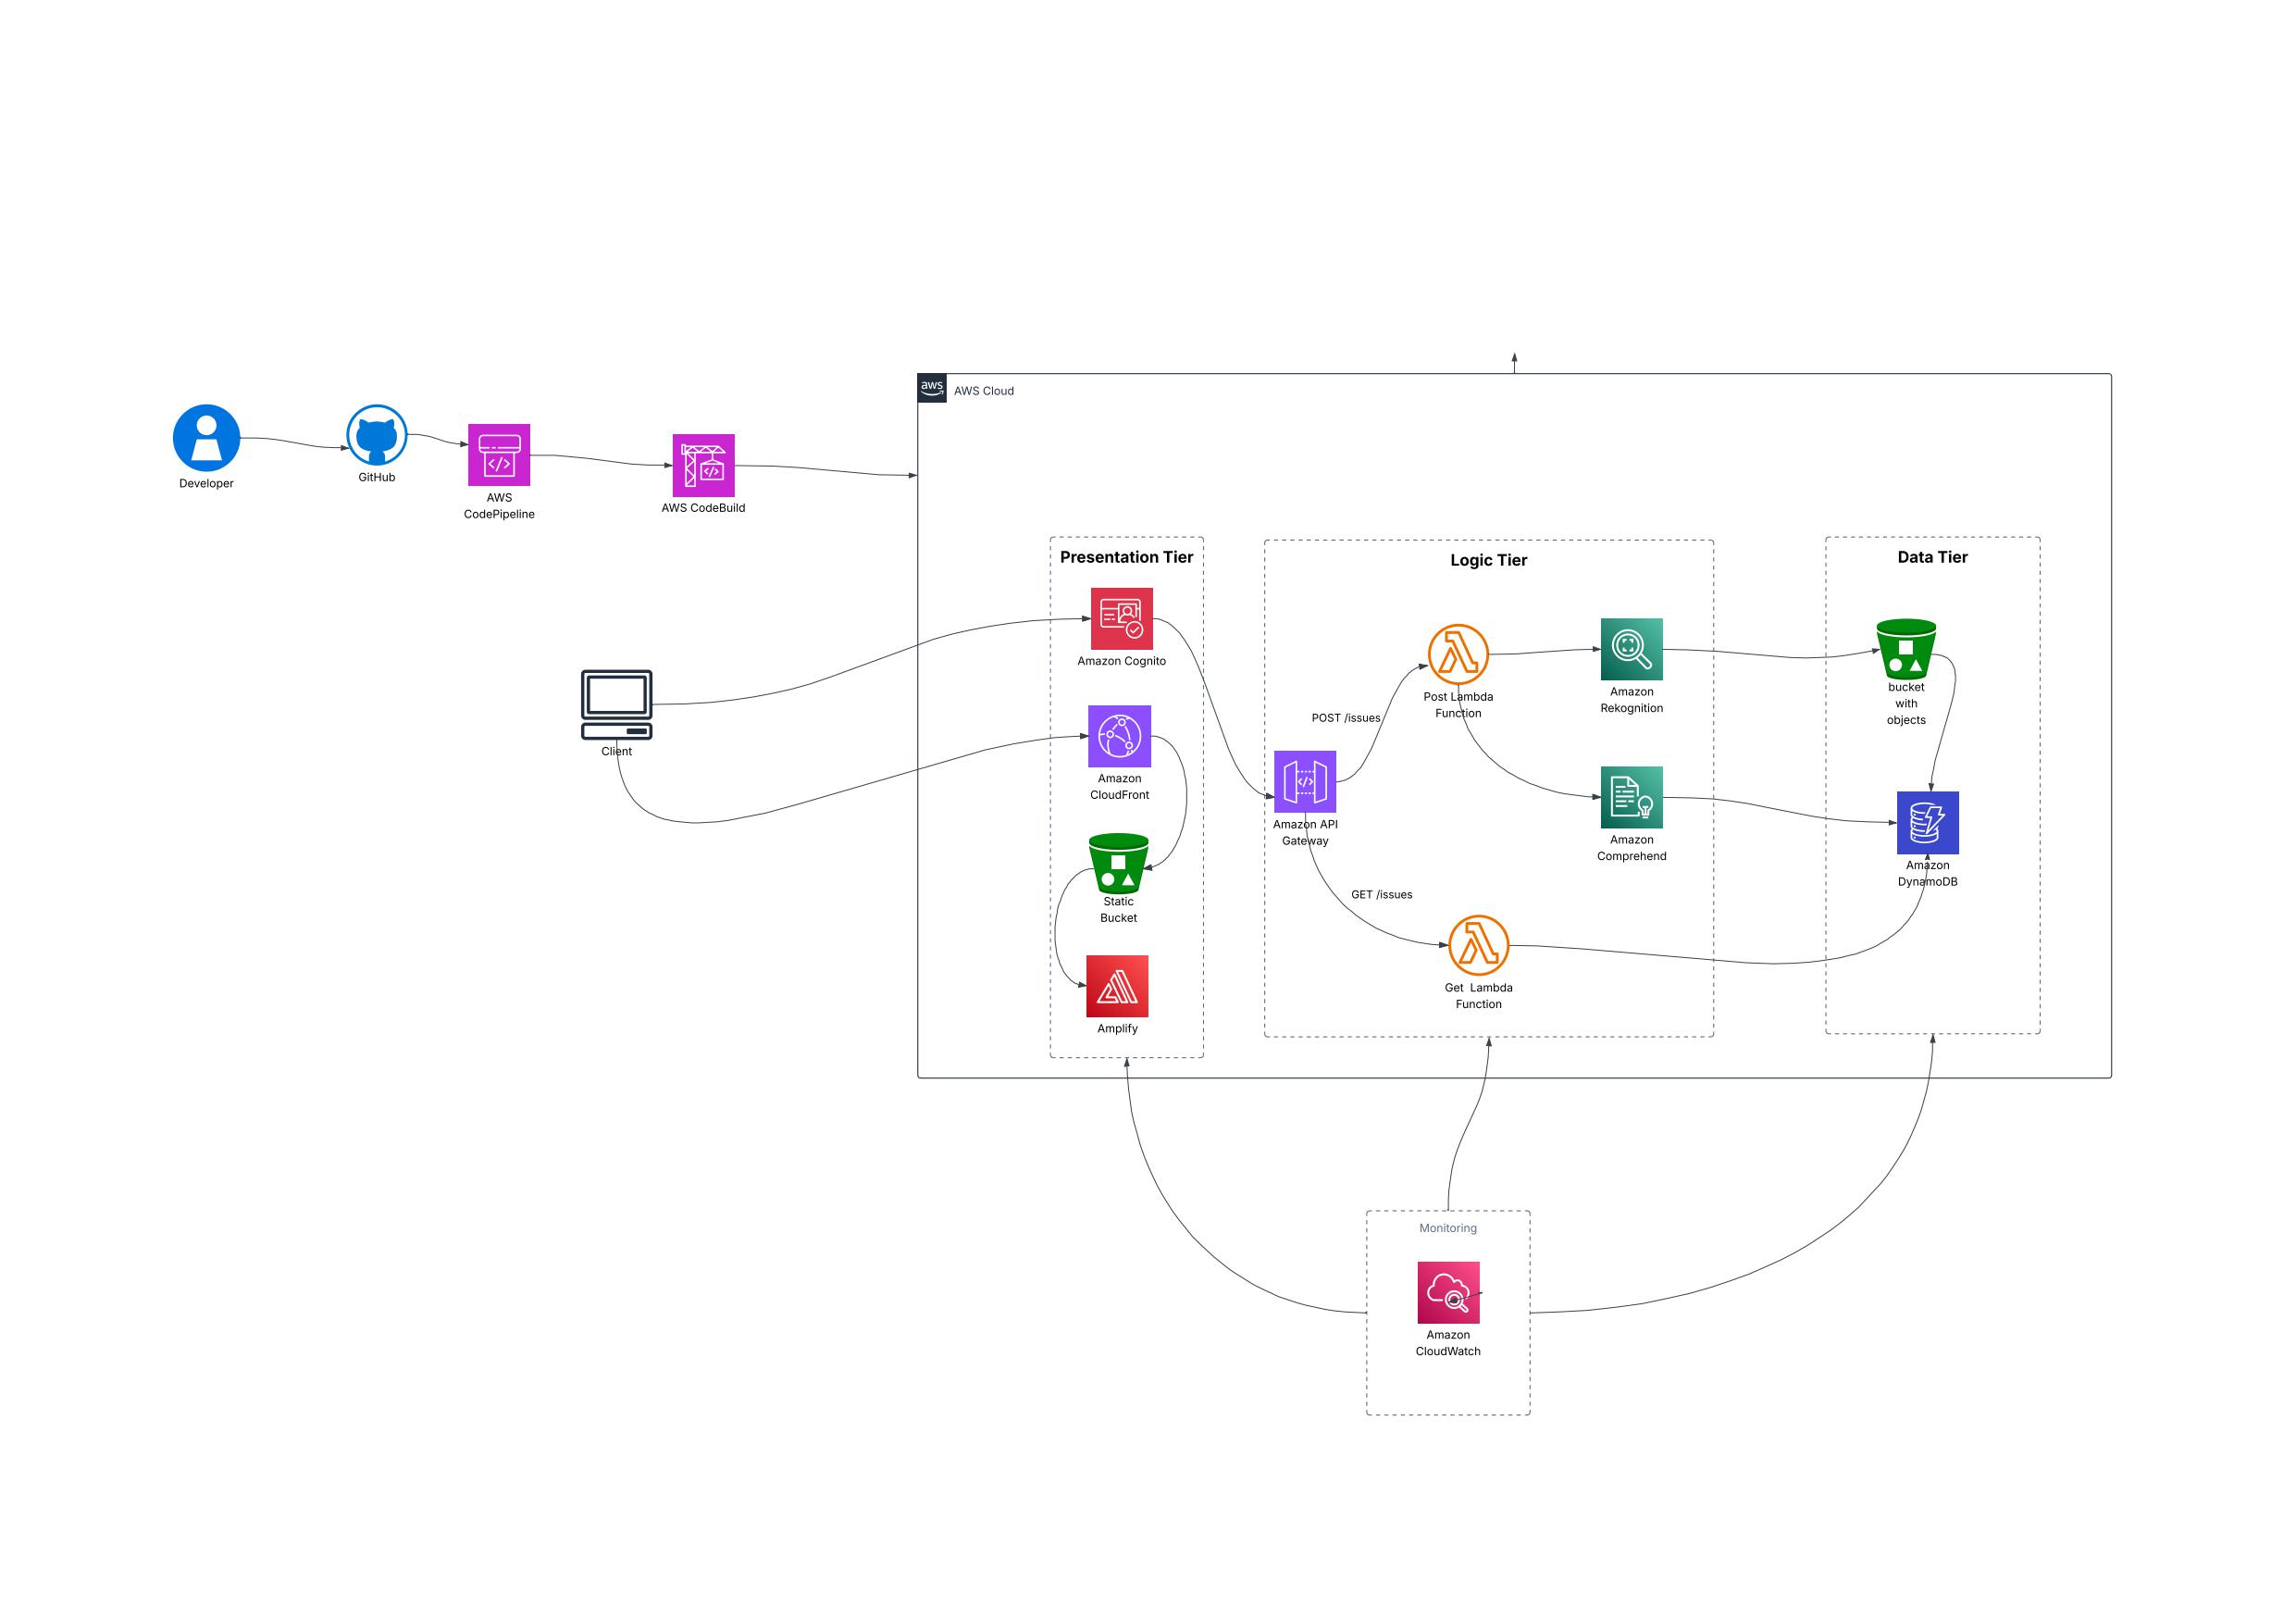 aws
AWS Cloud
Developer
GitHub
AWS
CodePipeline
AWS CodeBuild
Client
Presentation Tier
Amazon Cognito
Amazon
CloudFront
Static
Bucket
Amplify
Logic Tier
Post Lambda
Function
POST /issues
Amazon
Rekognition
Amazon API
Gateway
Amazon
Comprehend
GET /issues
Get  Lambda
Function
Data Tier
bucket
with
objects
Amazon
DynamoDB
Monitoring
Amazon
CloudWatch